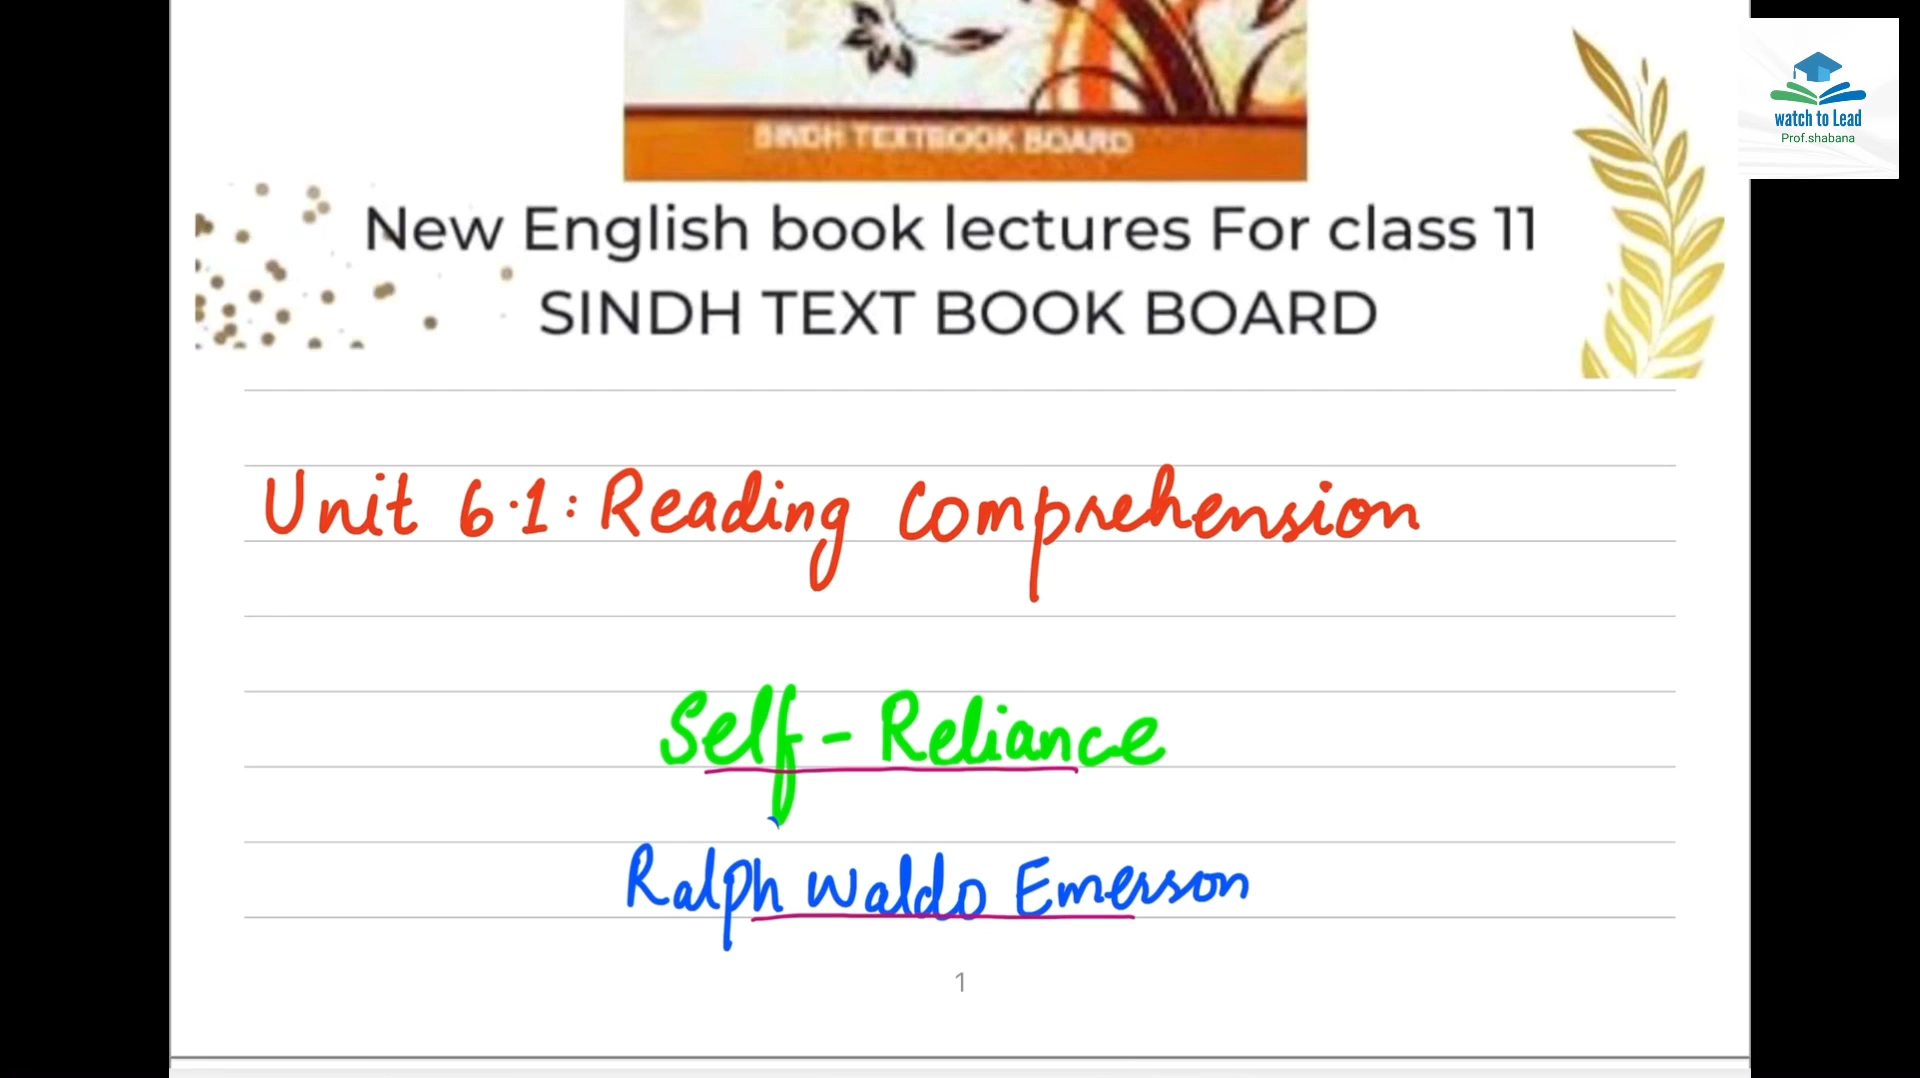 SINDH TEXTBOOK BOARD
watch to Lead
Prof.shabana
New English book lectures For class 11
SINDH TEXT BOOK BOARD
Unit 6.1: Reading Comprehension
Self-Reliance
Ralph Waldo Emerson
1